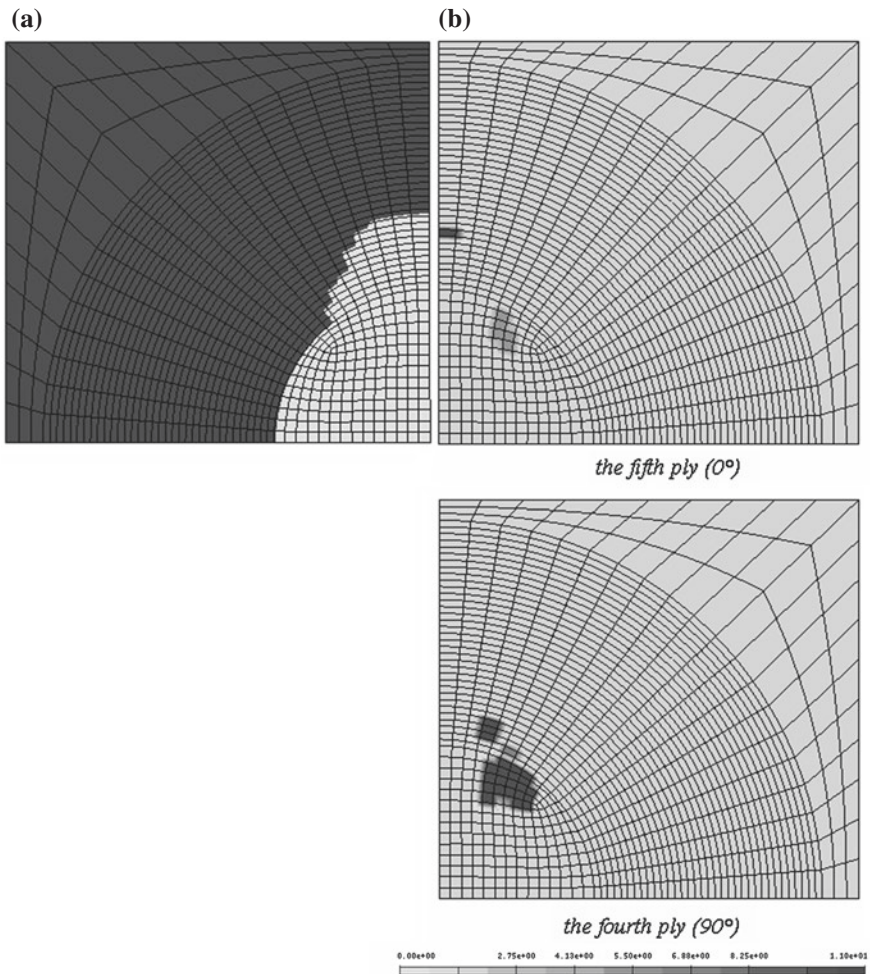 (a) (b)
the fifth ply (0°)
the fourth ply (90°)
0.00e+00 2.75e+00 4.13e+00 5.50e+00 6.88e+00 8.25e+00 1.10e+01